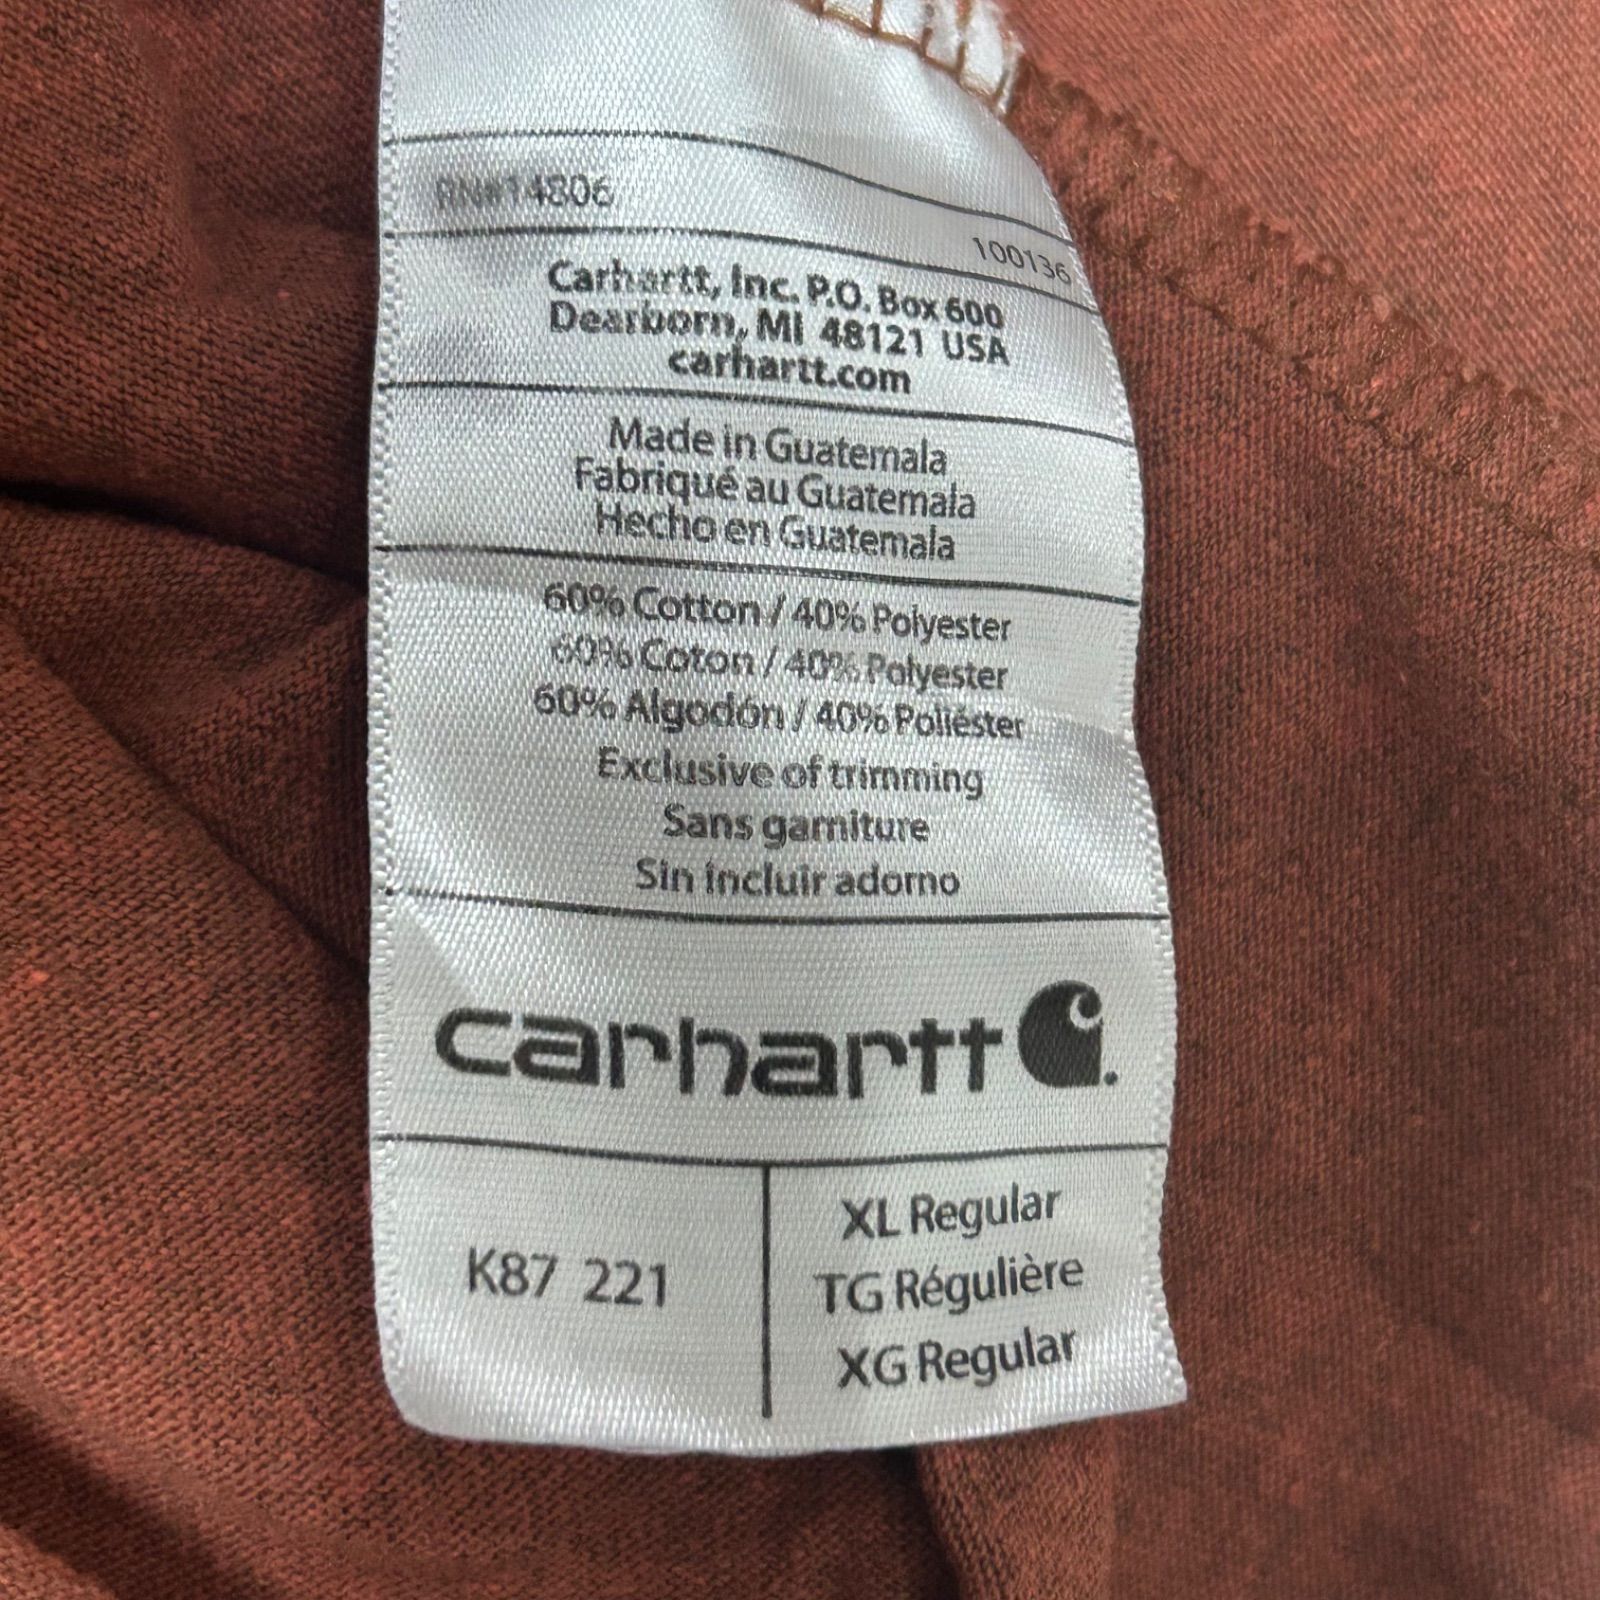 RN#14806
100136
Carhartt, Inc. P.O. Box 600
Dearborn, MI 48121 USA
carhartt.com
Made in Guatemala
Fabriqué au Guatemala
Hecho en Guatemala
60% Cotton / 40% Polyester
60% Coton / 40% Polyester
60% Algodón / 40% Poliéster
Exclusive of trimming
Sans garniture
Sin incluir adorno
carhartt
K87 221
XL Regular
TG Régulière
XG Regular